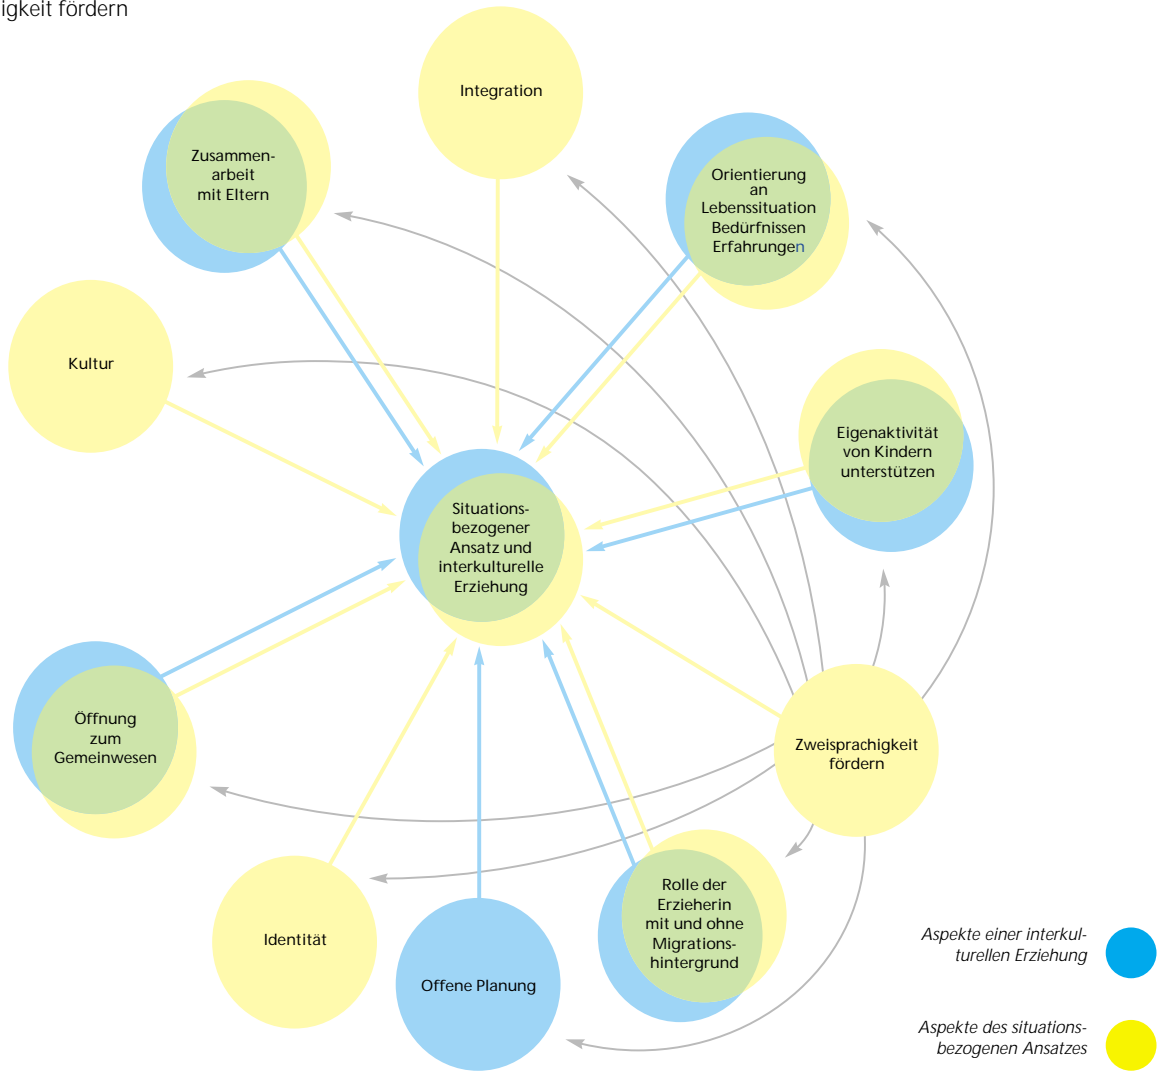 igkeit fördern
Integration
Zusammen-
arbeit
mit Eltern
Orientierung
an
Lebenssituation
Bedürfnissen
Erfahrungen
Kultur
Eigenaktivität
von Kindern
unterstützen
Situations-
bezogener
Ansatz und
interkulturelle
Erziehung
Öffnung
zum
Gemeinwesen
Zweisprachigkeit
fördern
Identität
Offene Planung
Rolle der
Erzieherin
mit und ohne
Migrations-
hintergrund
Aspekte einer interkul-
turellen Erziehung
Aspekte des situations-
bezogenen Ansatzes